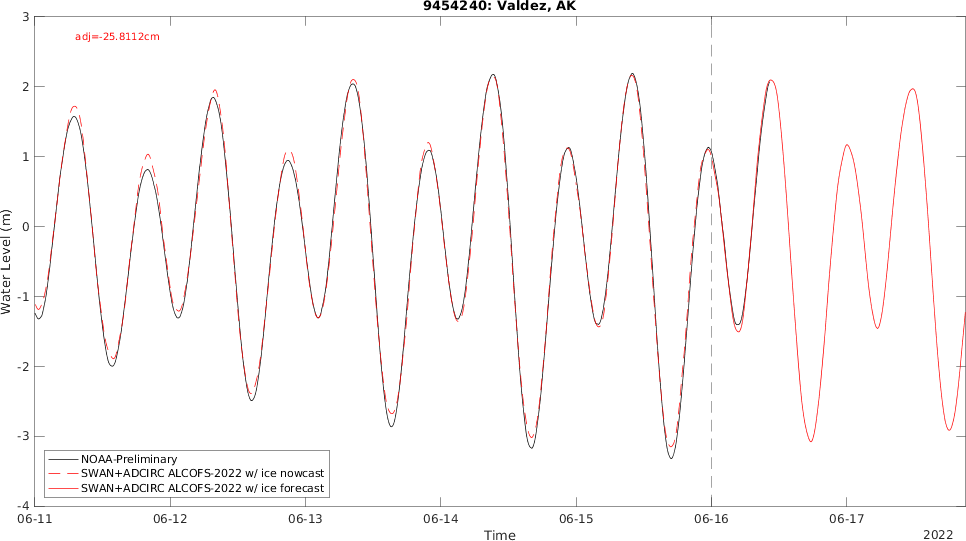 9454240: Valdez, AK
adj=-25.8112cm
Water Level (m)
3
2
1
0
-1
-2
-3
-4
NOAA-Preliminary
SWAN+ADCIRC ALCOFS-2022 w/ ice nowcast
SWAN+ADCIRC ALCOFS-2022 w/ ice forecast
06-11 06-12 06-13 06-14 06-15 06-16 06-17
Time
2022